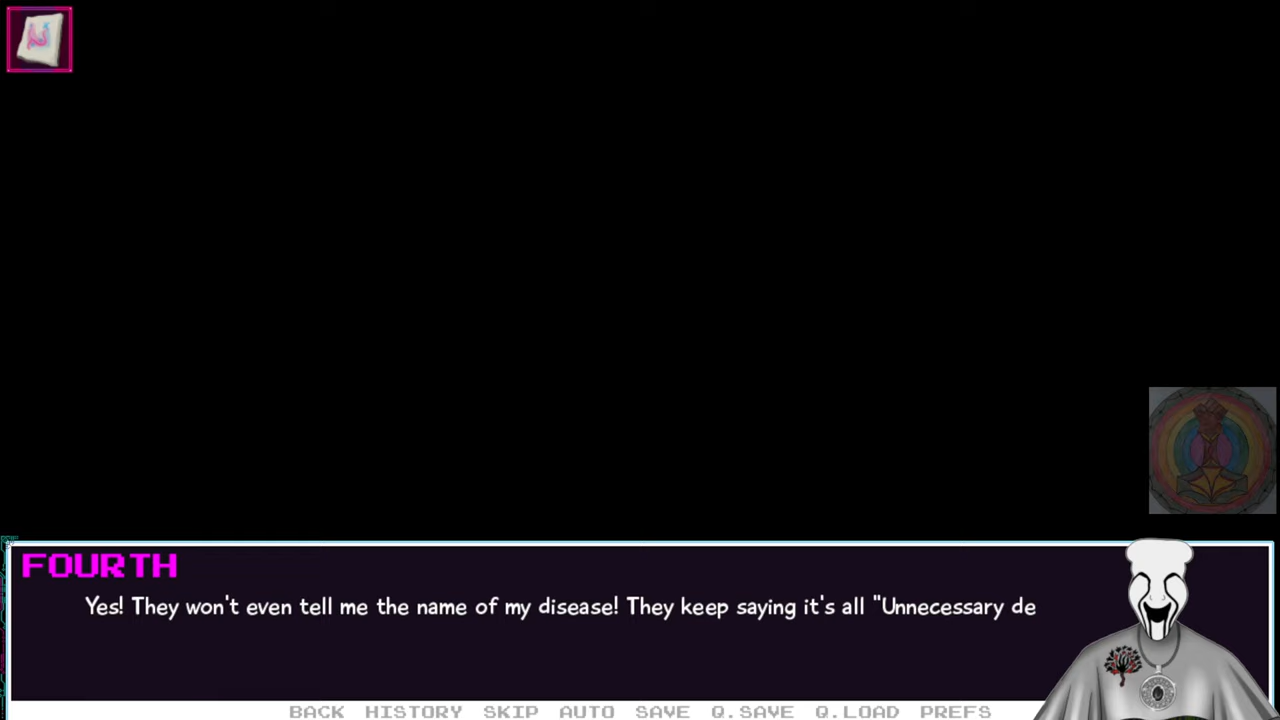 FOURTH
Yes! They won't even tell me the name of my disease! They keep saying it's all "Unnecessary de
BACK HISTORY SKIP AUTO SAVE Q.SAVE Q.LOAD PREFS